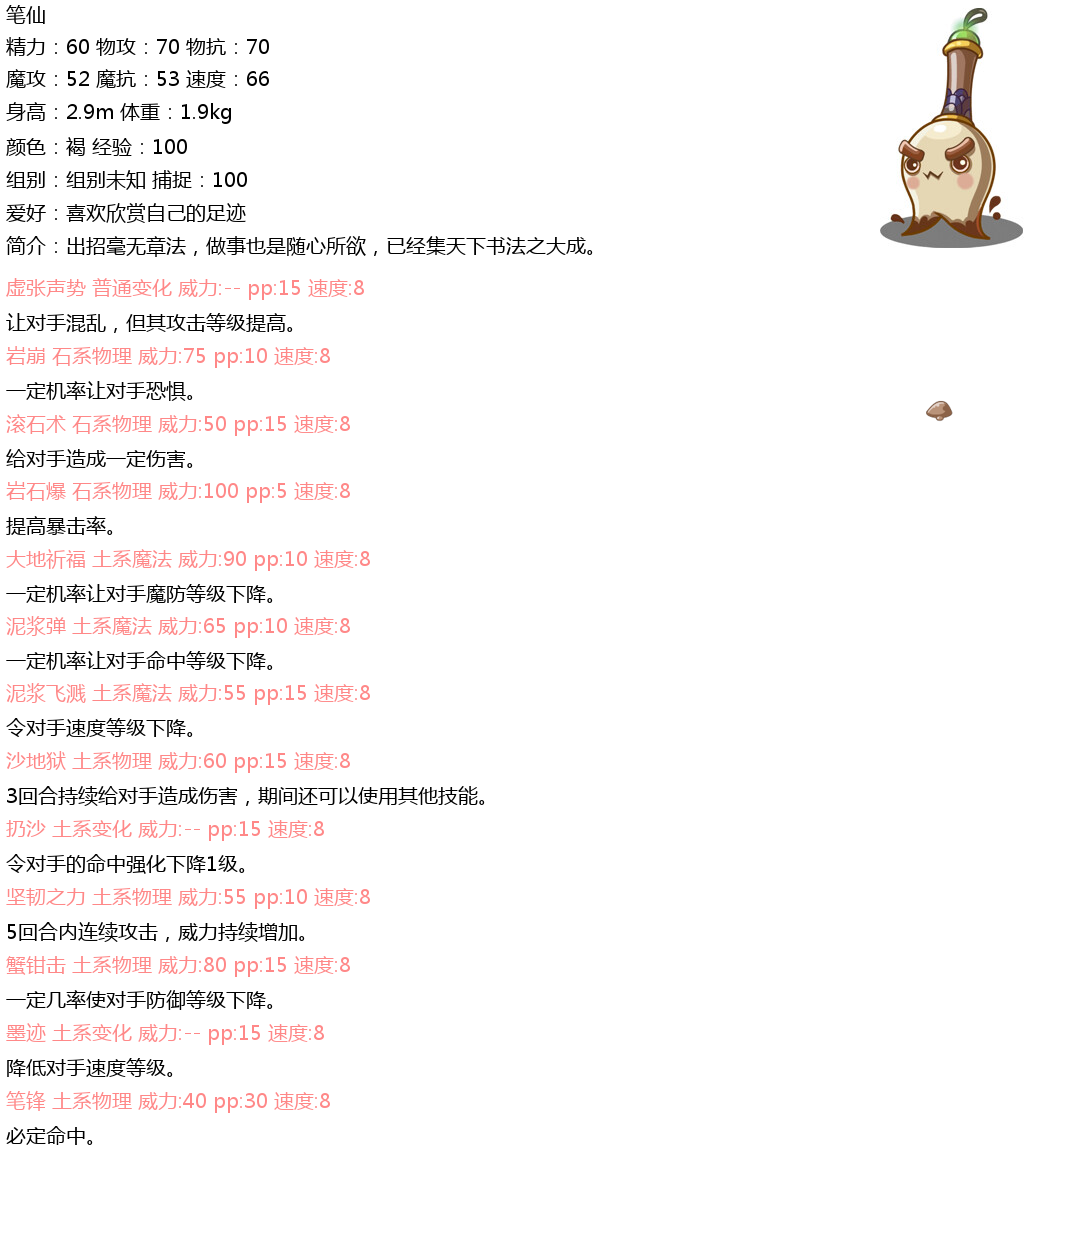 笔仙
精力：60 物攻：70 物抗：70
魔攻：52 魔抗：53 速度：66
身高：2.9m 体重：1.9kg
颜色：褐 经验：100
组别：组别未知 捕捉：100
爱好：喜欢欣赏自己的足迹
简介：出招毫无章法，做事也是随心所欲，已经集天下书法之大成。
虚张声势 普通变化 威力:-- pp:15 速度:8
让对手混乱，但其攻击等级提高。
岩崩 石系物理 威力:75 pp:10 速度:8
一定机率让对手恐惧。
滚石术 石系物理 威力:50 pp:15 速度:8
给对手造成一定伤害。
岩石爆 石系物理 威力:100 pp:5 速度:8
提高暴击率。
大地祈福 土系魔法 威力:90 pp:10 速度:8
一定机率让对手魔防等级下降。
泥浆弹 土系魔法 威力:65 pp:10 速度:8
一定机率让对手命中等级下降。
泥浆飞溅 土系魔法 威力:55 pp:15 速度:8
令对手速度等级下降。
沙地狱 土系物理 威力:60 pp:15 速度:8
3回合持续给对手造成伤害，期间还可以使用其他技能。
扔沙 土系变化 威力:-- pp:15 速度:8
令对手的命中强化下降1级。
坚韧之力 土系物理 威力:55 pp:10 速度:8
5回合内连续攻击，威力持续增加。
蟹钳击 土系物理 威力:80 pp:15 速度:8
一定几率使对手防御等级下降。
墨迹 土系变化 威力:-- pp:15 速度:8
降低对手速度等级。
笔锋 土系物理 威力:40 pp:30 速度:8
必定命中。